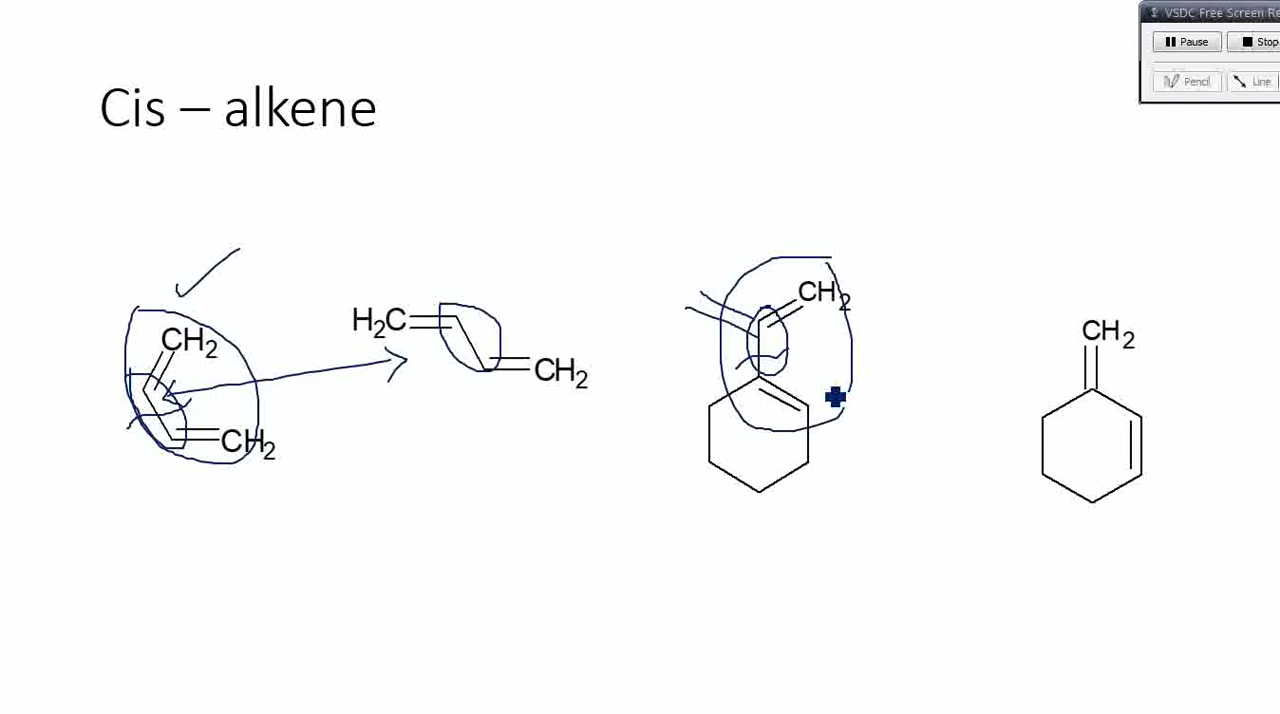 VSDC Free Screen Re
Pause
Stop
Pencil
Line
Cis – alkene
CH2
CH2
H2C
CH2
CH2
CH2